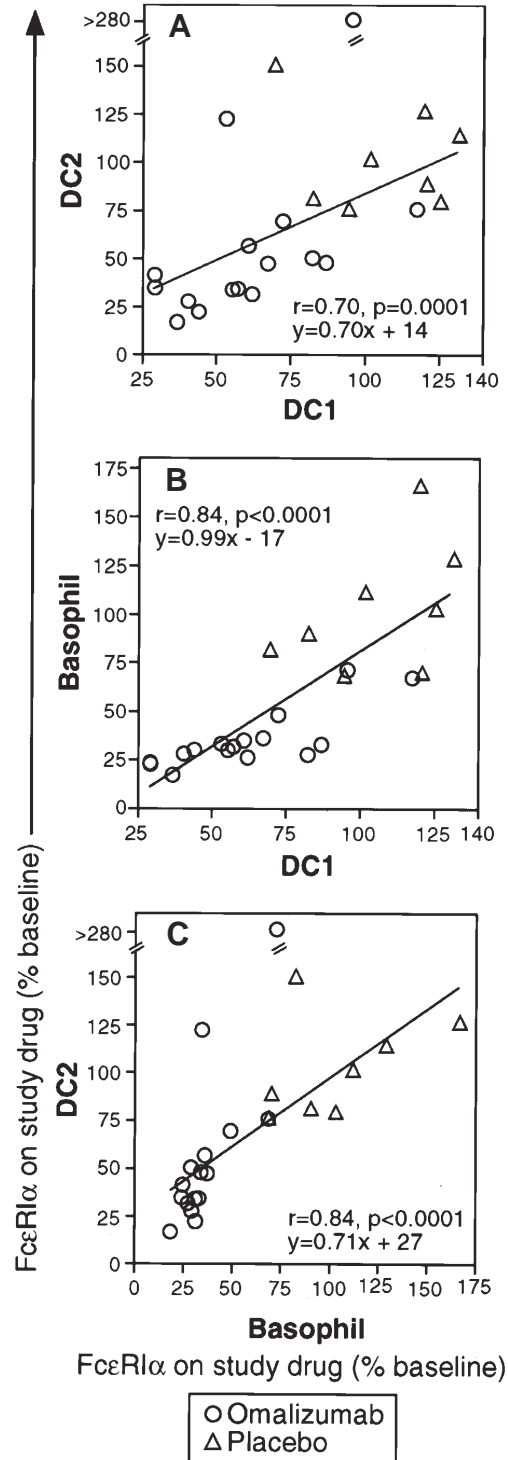 A
>280
150
125
100
75
50
25
0
DC2
r=0.70, p=0.0001
y=0.70x + 14
25 50 75 100 125 140
DC1
B
175
150
125
100
75
50
25
0
Basophil
r=0.84, p<0.0001
y=0.99x - 17
25 50 75 100 125 140
DC1
C
>280
150
125
100
75
50
25
0
DC2
r=0.84, p<0.0001
y=0.71x + 27
0 25 50 75 100 125 150 175
Basophil
FcεRIα on study drug (% baseline)
FcεRIα on study drug (% baseline)
Omalizumab
Placebo